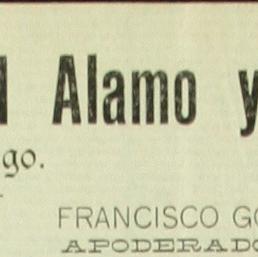 l Alamo y
go.
FRANCISCO GO
APODERADO